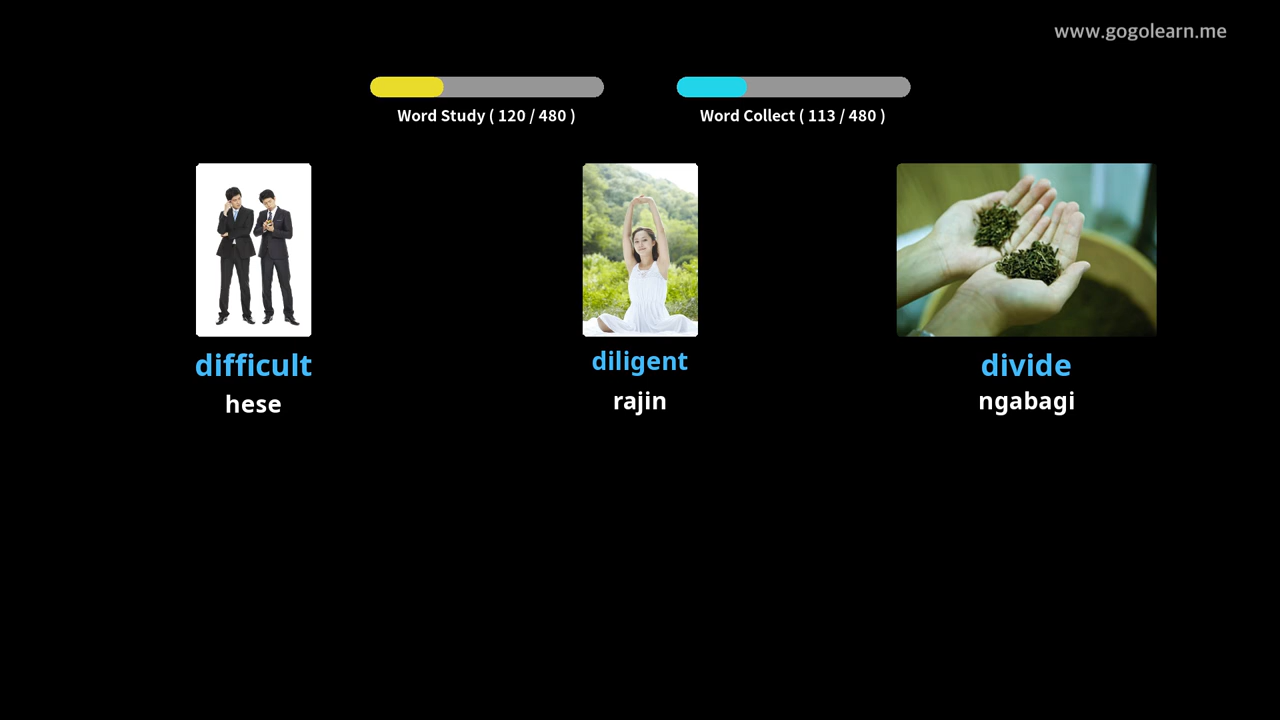 www.gogolearn.me
Word Study ( 120 / 480 )
Word Collect ( 113 / 480 )
difficult
hese
diligent
rajin
divide
ngabagi